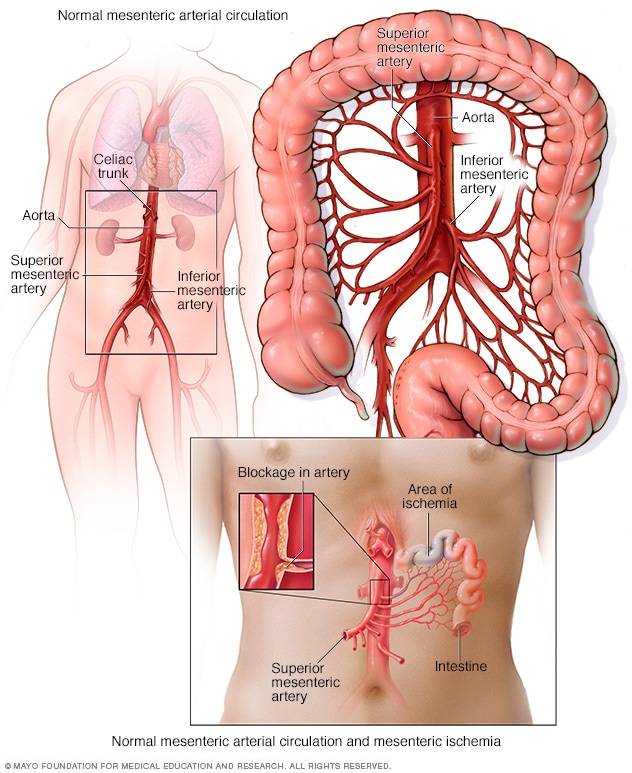 Normal mesenteric arterial circulation
Superior
mesenteric
artery
Aorta
Inferior
mesenteric
artery
Celiac
trunk
Aorta
Superior
mesenteric
artery
Inferior
mesenteric
artery
Blockage in artery
Area of
ischemia
Superior
mesenteric
artery
Intestine
Normal mesenteric arterial circulation and mesenteric ischemia
© MAYO FOUNDATION FOR MEDICAL EDUCATION AND RESEARCH. ALL RIGHTS RESERVED.